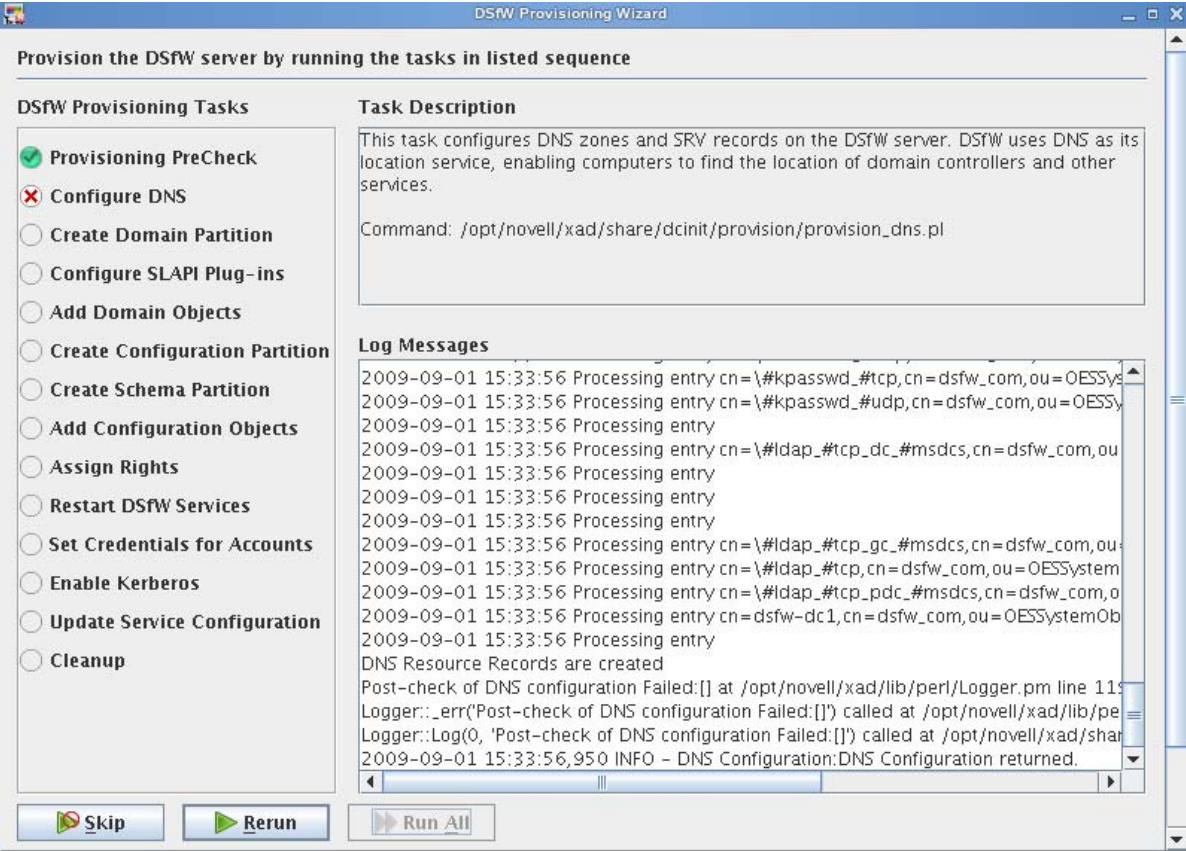 DSfW Provisioning Wizard
Provision the DSfW server by running the tasks in listed sequence
DSfW Provisioning Tasks
Provisioning PreCheck
Configure DNS
Create Domain Partition
Configure SLAPI Plug-ins
Add Domain Objects
Create Configuration Partition
Create Schema Partition
Add Configuration Objects
Assign Rights
Restart DSfW Services
Set Credentials for Accounts
Enable Kerberos
Update Service Configuration
Cleanup
Task Description
This task configures DNS zones and SRV records on the DSfW server. DSfW uses DNS as its
location service, enabling computers to find the location of domain controllers and other
services.
Command: /opt/novell/xad/share/dcinit/provision/provision_dns.pl
Log Messages
2009-09-01 15:33:56 Processing entry cn=\#kpasswd_#tcp,cn=dsfw_com,ou=OESSys
2009-09-01 15:33:56 Processing entry cn=\#kpasswd_#udp,cn=dsfw_com,ou=OESSy
2009-09-01 15:33:56 Processing entry
2009-09-01 15:33:56 Processing entry cn=\#ldap_#tcp_dc_#msdcs,cn=dsfw_com,ou
2009-09-01 15:33:56 Processing entry
2009-09-01 15:33:56 Processing entry
2009-09-01 15:33:56 Processing entry
2009-09-01 15:33:56 Processing entry cn=\#ldap_#tcp_gc_#msdcs,cn=dsfw_com,ou=
2009-09-01 15:33:56 Processing entry cn=\#ldap_#tcp,cn=dsfw_com,ou=OESSystem
2009-09-01 15:33:56 Processing entry cn=\#ldap_#tcp_pdc_#msdcs,cn=dsfw_com,o
2009-09-01 15:33:56 Processing entry cn=dsfw-dc1,cn=dsfw_com,ou=OESSystemOb
2009-09-01 15:33:56 Processing entry
DNS Resource Records are created
Post-check of DNS configuration Failed:[] at /opt/novell/xad/lib/perl/Logger.pm line 119
Logger::_err('Post-check of DNS configuration Failed:[]') called at /opt/novell/xad/lib/pe
Logger::Log(0, 'Post-check of DNS configuration Failed:[]') called at /opt/novell/xad/shar
2009-09-01 15:33:56,950 INFO - DNS Configuration:DNS Configuration returned.
Skip
Rerun
Run All